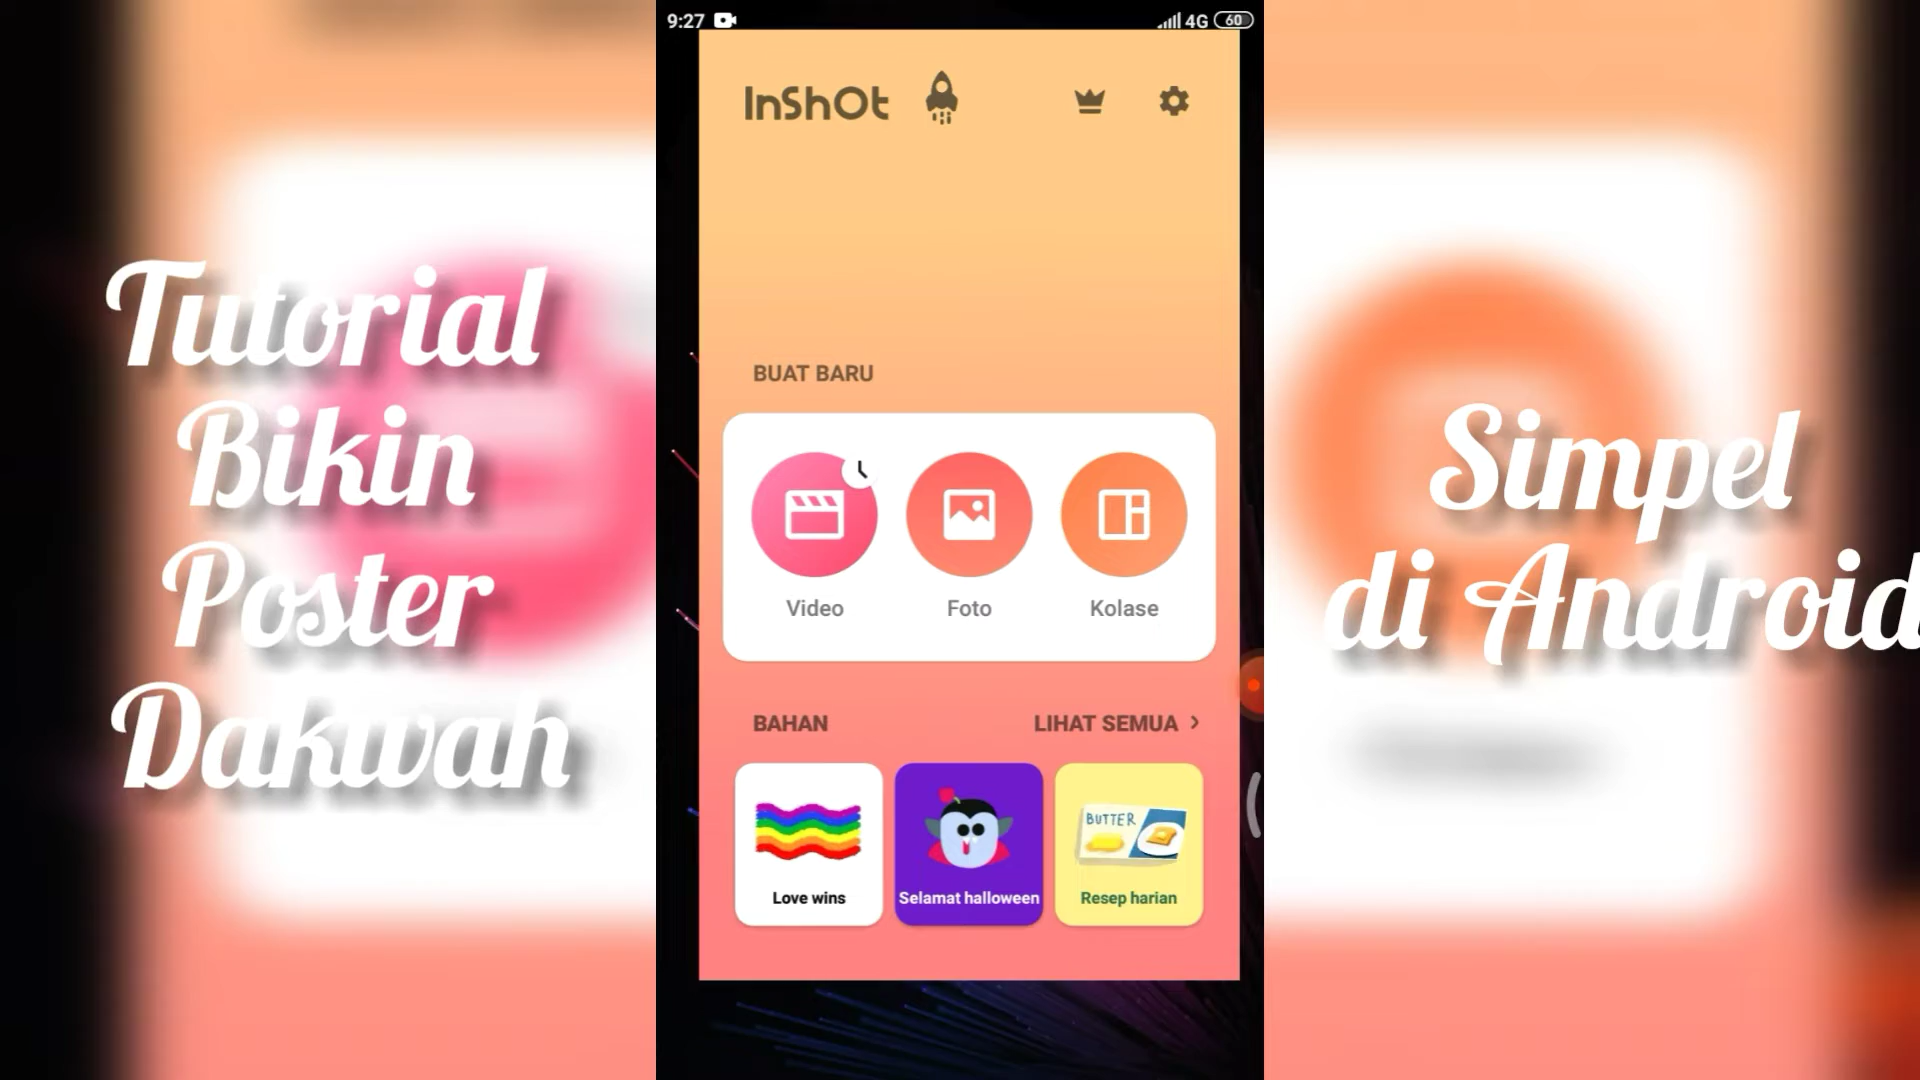 9:27
4G
60
InShOt
BUAT BARU
Video
Foto
Kolase
BAHAN
LIHAT SEMUA >
BUTTER
Love wins
Selamat halloween
Resep harian
Tutorial
Bikin
Poster
Dakwah
Simpel
di Android